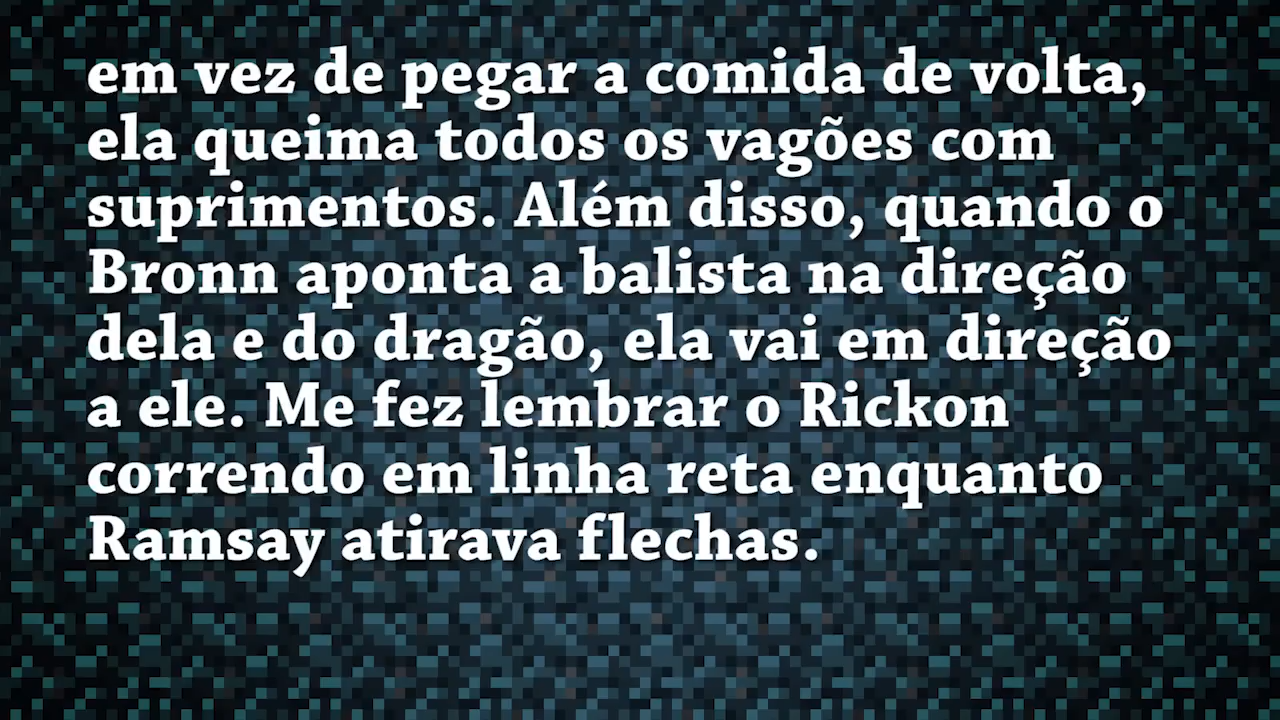 em vez de pegar a comida de volta,
ela queima todos os vagões com
suprimentos. Além disso, quando o
Bronn aponta a balista na direção
dela e do dragão, ela vai em direção
a ele. Me fez lembrar o Rickon
correndo em linha reta enquanto
Ramsay atirava flechas.